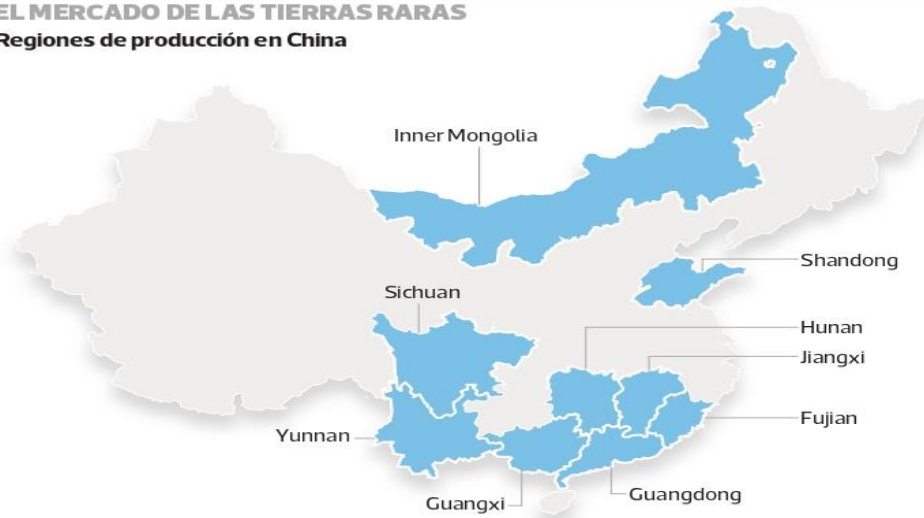 EL MERCADO DE LAS TIERRAS RARAS
Regiones de producción en China
Inner Mongolia
Shandong
Sichuan
Hunan
Jiangxi
Fujian
Yunnan
Guangxi
Guangdong